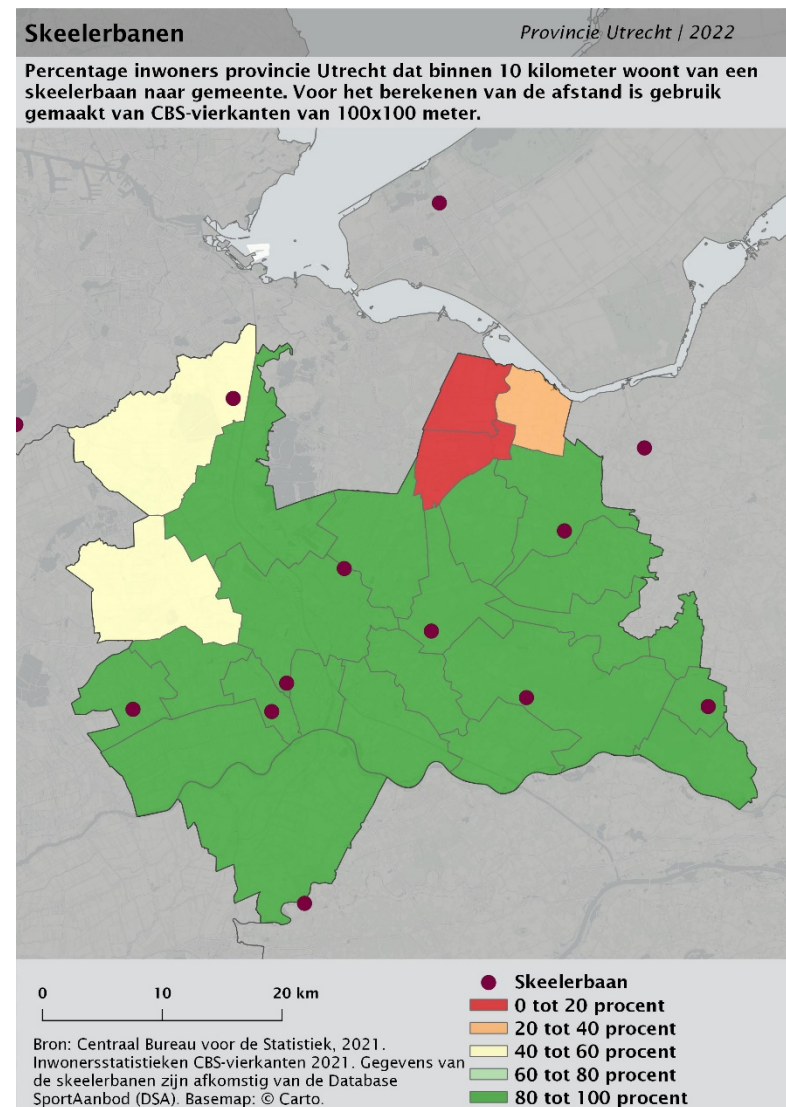 Skeelerbanen
Provincie Utrecht | 2022
Percentage inwoners provincie Utrecht dat binnen 10 kilometer woont van een
skeelerbaan naar gemeente. Voor het berekenen van de afstand is gebruik
gemaakt van CBS-vierkanten van 100x100 meter.
0 10 20 km
Bron: Centraal Bureau voor de Statistiek, 2021.
Inwonersstatistieken CBS-vierkanten 2021. Gegevens van
de skeelerbanen zijn afkomstig van de Database
SportAanbod (DSA). Basemap: © Carto.
Skeelerbaan
0 tot 20 procent
20 tot 40 procent
40 tot 60 procent
60 tot 80 procent
80 tot 100 procent